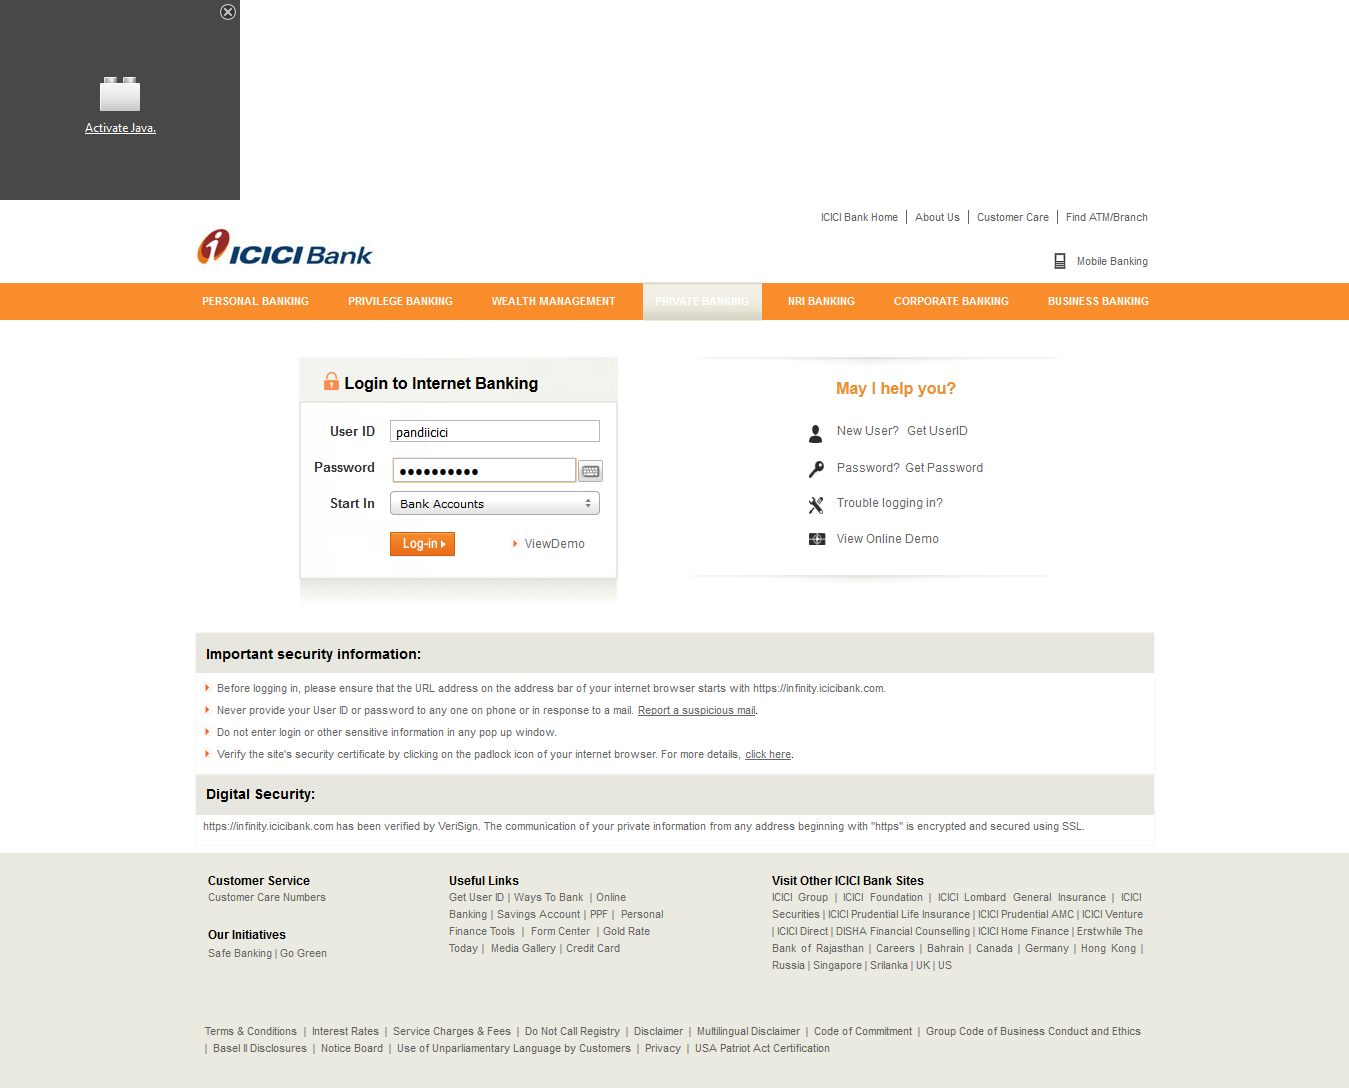 Activate Java.
ICICI Bank Home | About Us | Customer Care | Find ATM/Branch
ICICI Bank
Mobile Banking
PERSONAL BANKING PRIVILEGE BANKING WEALTH MANAGEMENT PRIVATE BANKING NRI BANKING CORPORATE BANKING BUSINESS BANKING
Login to Internet Banking
User ID pandiicici
Password ••••••••••
Start In Bank Accounts
Log-in ViewDemo
May I help you?
New User? Get UserID
Password? Get Password
Trouble logging in?
View Online Demo
Important security information:
Before logging in, please ensure that the URL address on the address bar of your internet browser starts with https://infinity.icicibank.com.
Never provide your User ID or password to any one on phone or in response to a mail. Report a suspicious mail.
Do not enter login or other sensitive information in any pop up window.
Verify the site's security certificate by clicking on the padlock icon of your internet browser. For more details, click here.
Digital Security:
https://infinity.icicibank.com has been verified by VeriSign. The communication of your private information from any address beginning with "https" is encrypted and secured using SSL.
Customer Service
Customer Care Numbers
Our Initiatives
Safe Banking | Go Green
Useful Links
Get User ID | Ways To Bank | Online
Banking | Savings Account | PPF | Personal
Finance Tools | Form Center | Gold Rate
Today | Media Gallery | Credit Card
Visit Other ICICI Bank Sites
ICICI Group | ICICI Foundation | ICICI Lombard General Insurance | ICICI
Securities | ICICI Prudential Life Insurance | ICICI Prudential AMC | ICICI Venture
| ICICI Direct | DISHA Financial Counselling | ICICI Home Finance | Erstwhile The
Bank of Rajasthan | Careers | Bahrain | Canada | Germany | Hong Kong |
Russia | Singapore | Srilanka | UK | US
Terms & Conditions | Interest Rates | Service Charges & Fees | Do Not Call Registry | Disclaimer | Multilingual Disclaimer | Code of Commitment | Group Code of Business Conduct and Ethics
| Basel II Disclosures | Notice Board | Use of Unparliamentary Language by Customers | Privacy | USA Patriot Act Certification